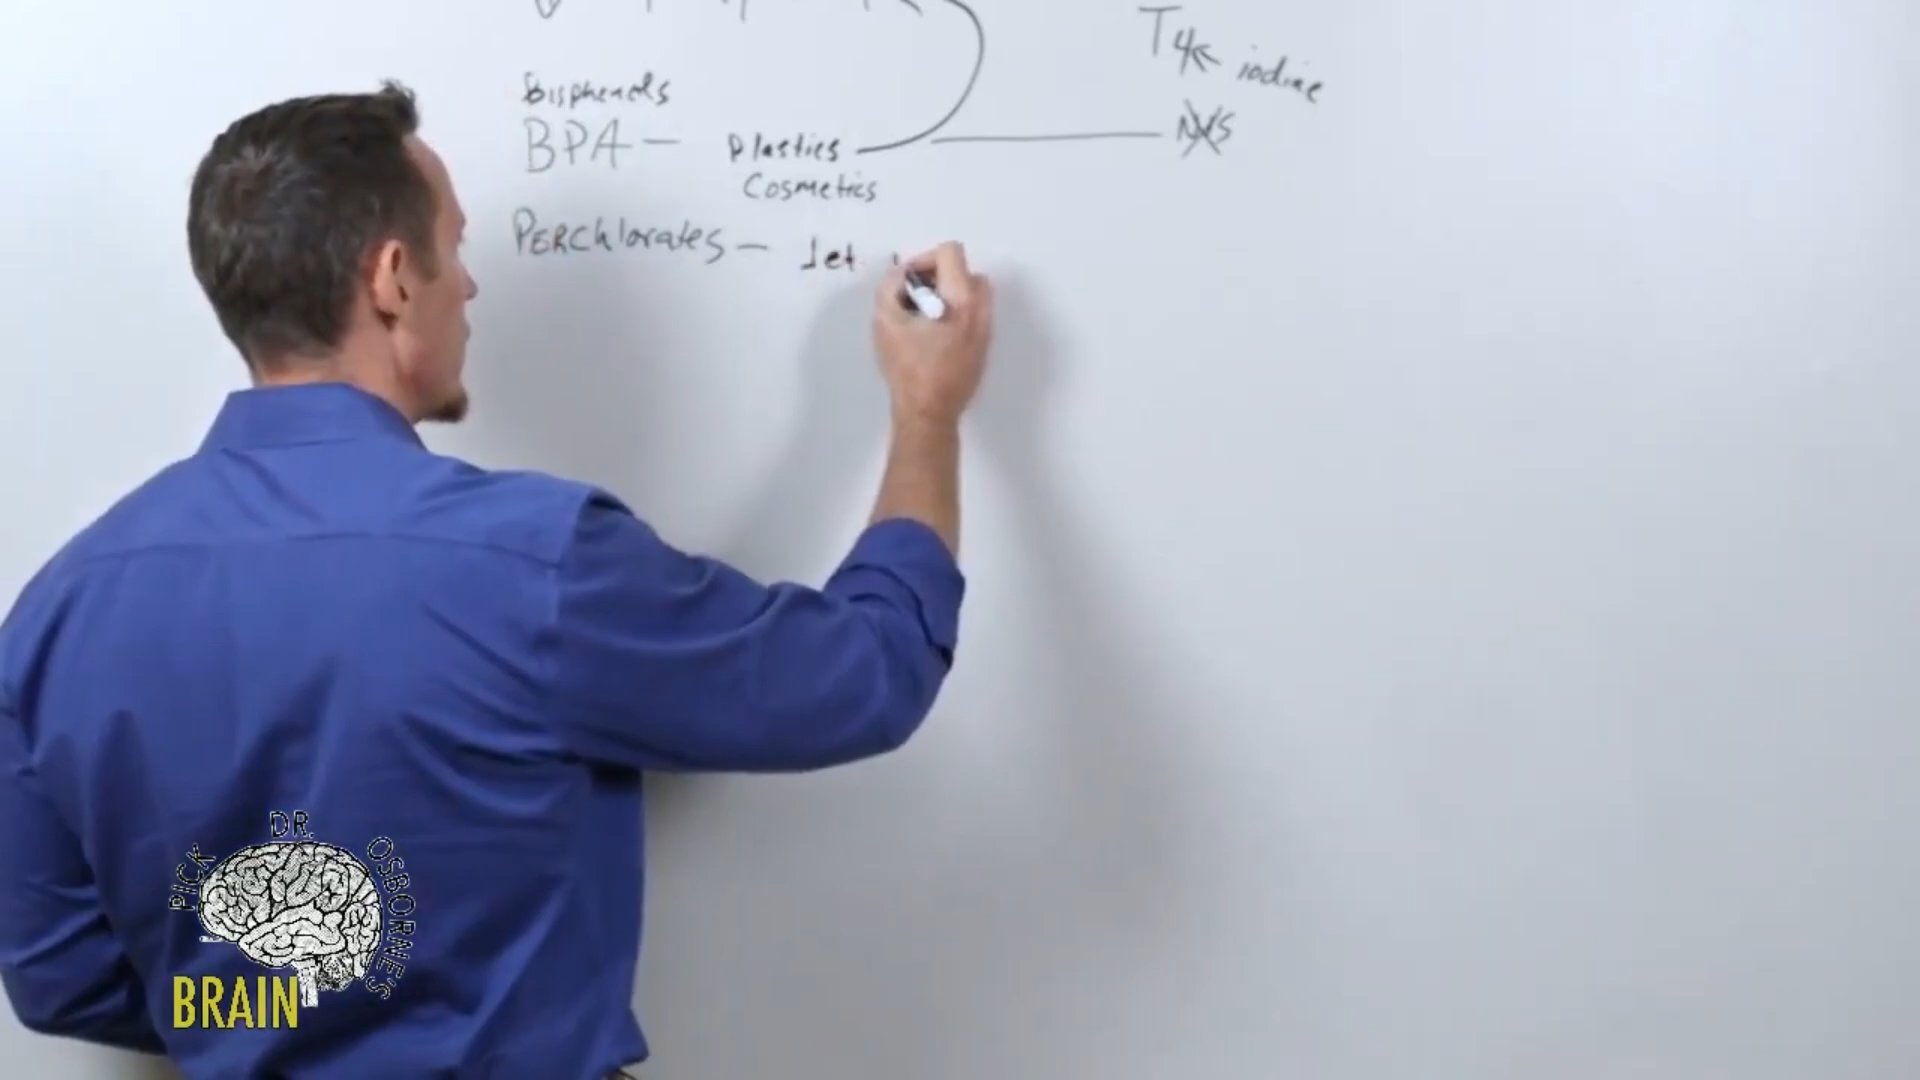 T4 ← iodine
Bisphenols
BPA — Plastics
NIS
Cosmetics
PERChlorates — Jet
PICK DR. OSBORNE'S
BRAIN